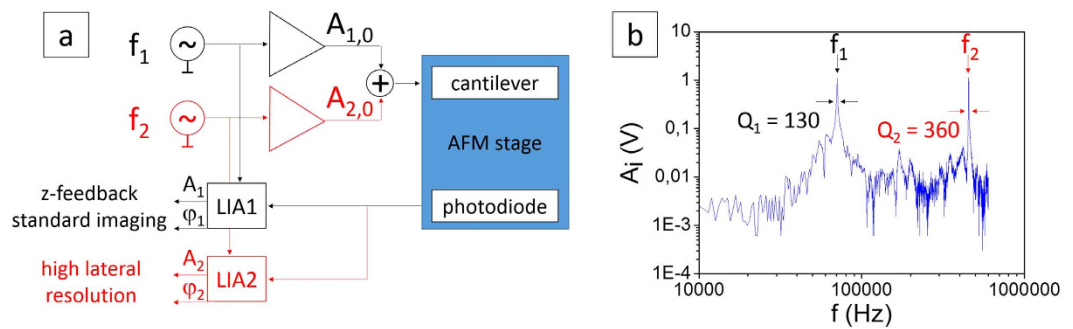 a
f₁
~
A₁,₀
+
f₂
~
A₂,₀
cantilever
AFM stage
photodiode
z-feedback
standard imaging
A₁
φ₁
LIA1
high lateral
resolution
A₂
φ₂
LIA2
b
f₁
f₂
Q₁ = 130
Q₂ = 360
Aᵢ (V)
10
1
0,1
0,01
1E-3
1E-4
10000 100000 1000000
f (Hz)